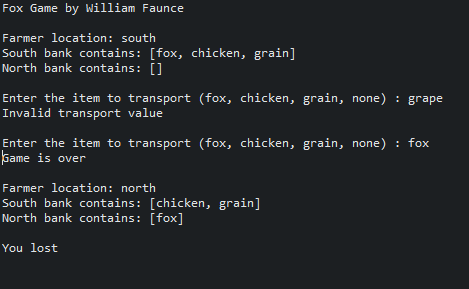 Fox Game by William Faunce
Farmer location: south
South bank contains: [fox, chicken, grain]
North bank contains: []
Enter the item to transport (fox, chicken, grain, none) : grape
Invalid transport value
Enter the item to transport (fox, chicken, grain, none) : fox
Game is over
Farmer location: north
South bank contains: [chicken, grain]
North bank contains: [fox]
You lost